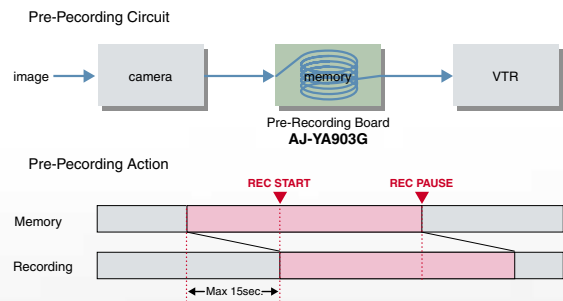 Pre-Pecording Circuit
image
camera
memory
VTR
Pre-Recording Board
AJ-YA903G
Pre-Pecording Action
REC START
REC PAUSE
Memory
Recording
Max 15sec.